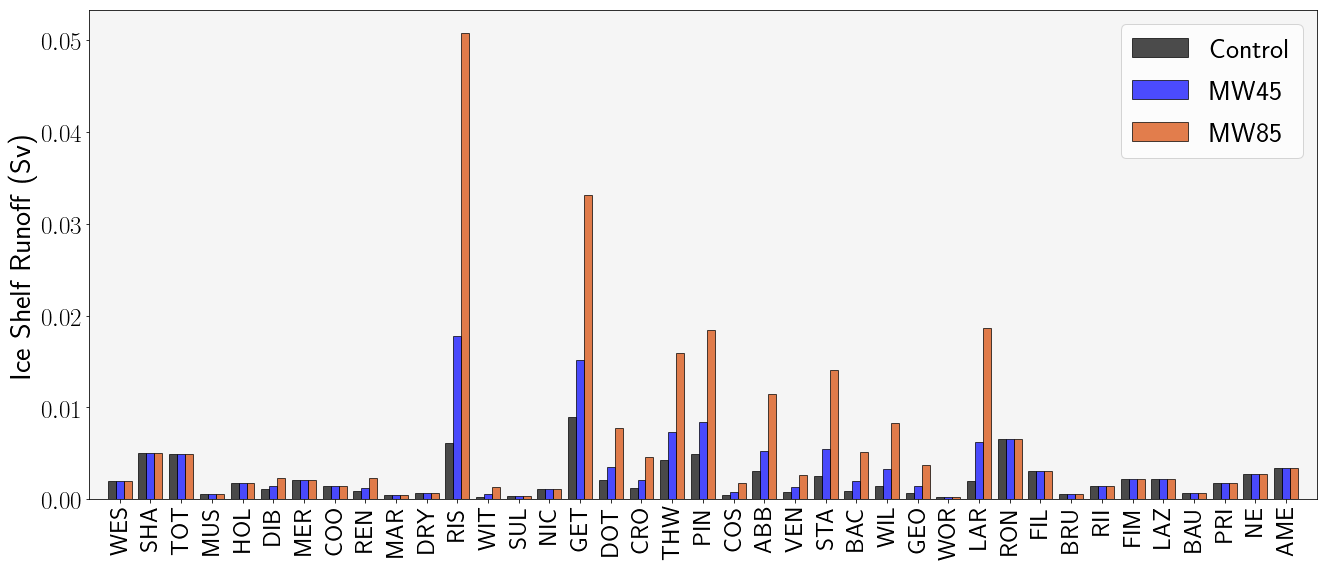 Ice Shelf Runoff (Sv)
0.05
0.04
0.03
0.02
0.01
0.00
Control
MW45
MW85
WES
SHA
TOT
MUS
HOL
DIB
MER
COO
REN
MAR
DRY
RIS
WIT
SUL
NIC
GET
DOT
CRO
THW
PIN
COS
ABB
VEN
STA
BAC
WIL
GEO
WOR
LAR
RON
FIL
BRU
RII
FIM
LAZ
BAU
PRI
NE
AME